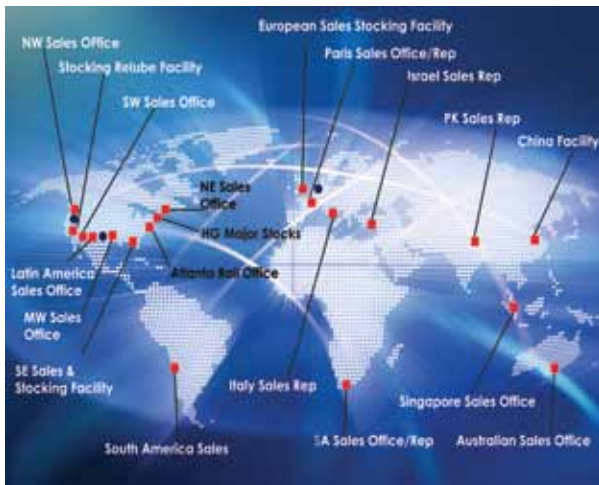 European Sales Stocking Facility
NW Sales Office
Paris Sales Office/Rep
Stocking Relube Facility
Israel Sales Rep
SW Sales Office
PK Sales Rep
China Facility
NE Sales
Office
HG Major Stocks
Latin America
Sales Office
Atlanta Rail Office
MW Sales
Office
SE Sales &
Stocking Facility
Italy Sales Rep
Singapore Sales Office
South America Sales
SA Sales Office/Rep
Australian Sales Office